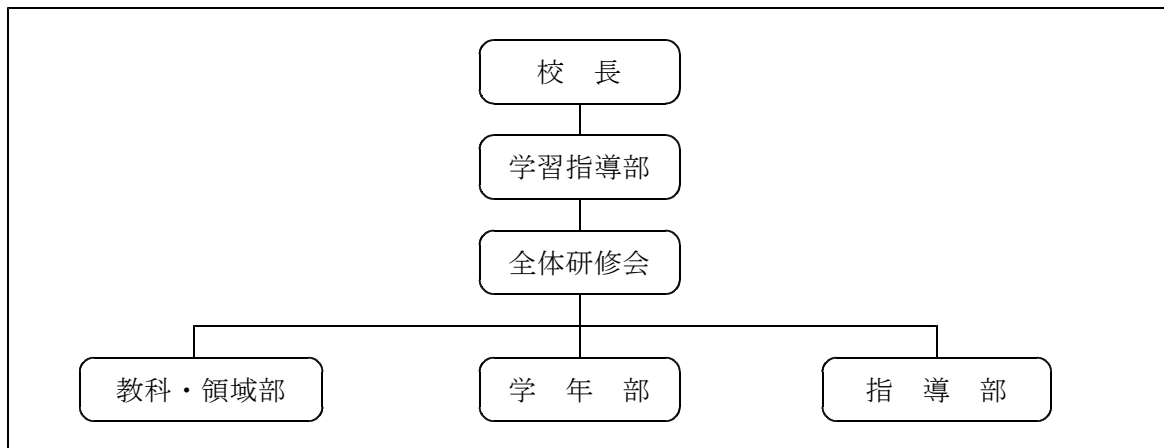 校　長
学習指導部
全体研修会
教科・領域部
学　年　部
指　導　部